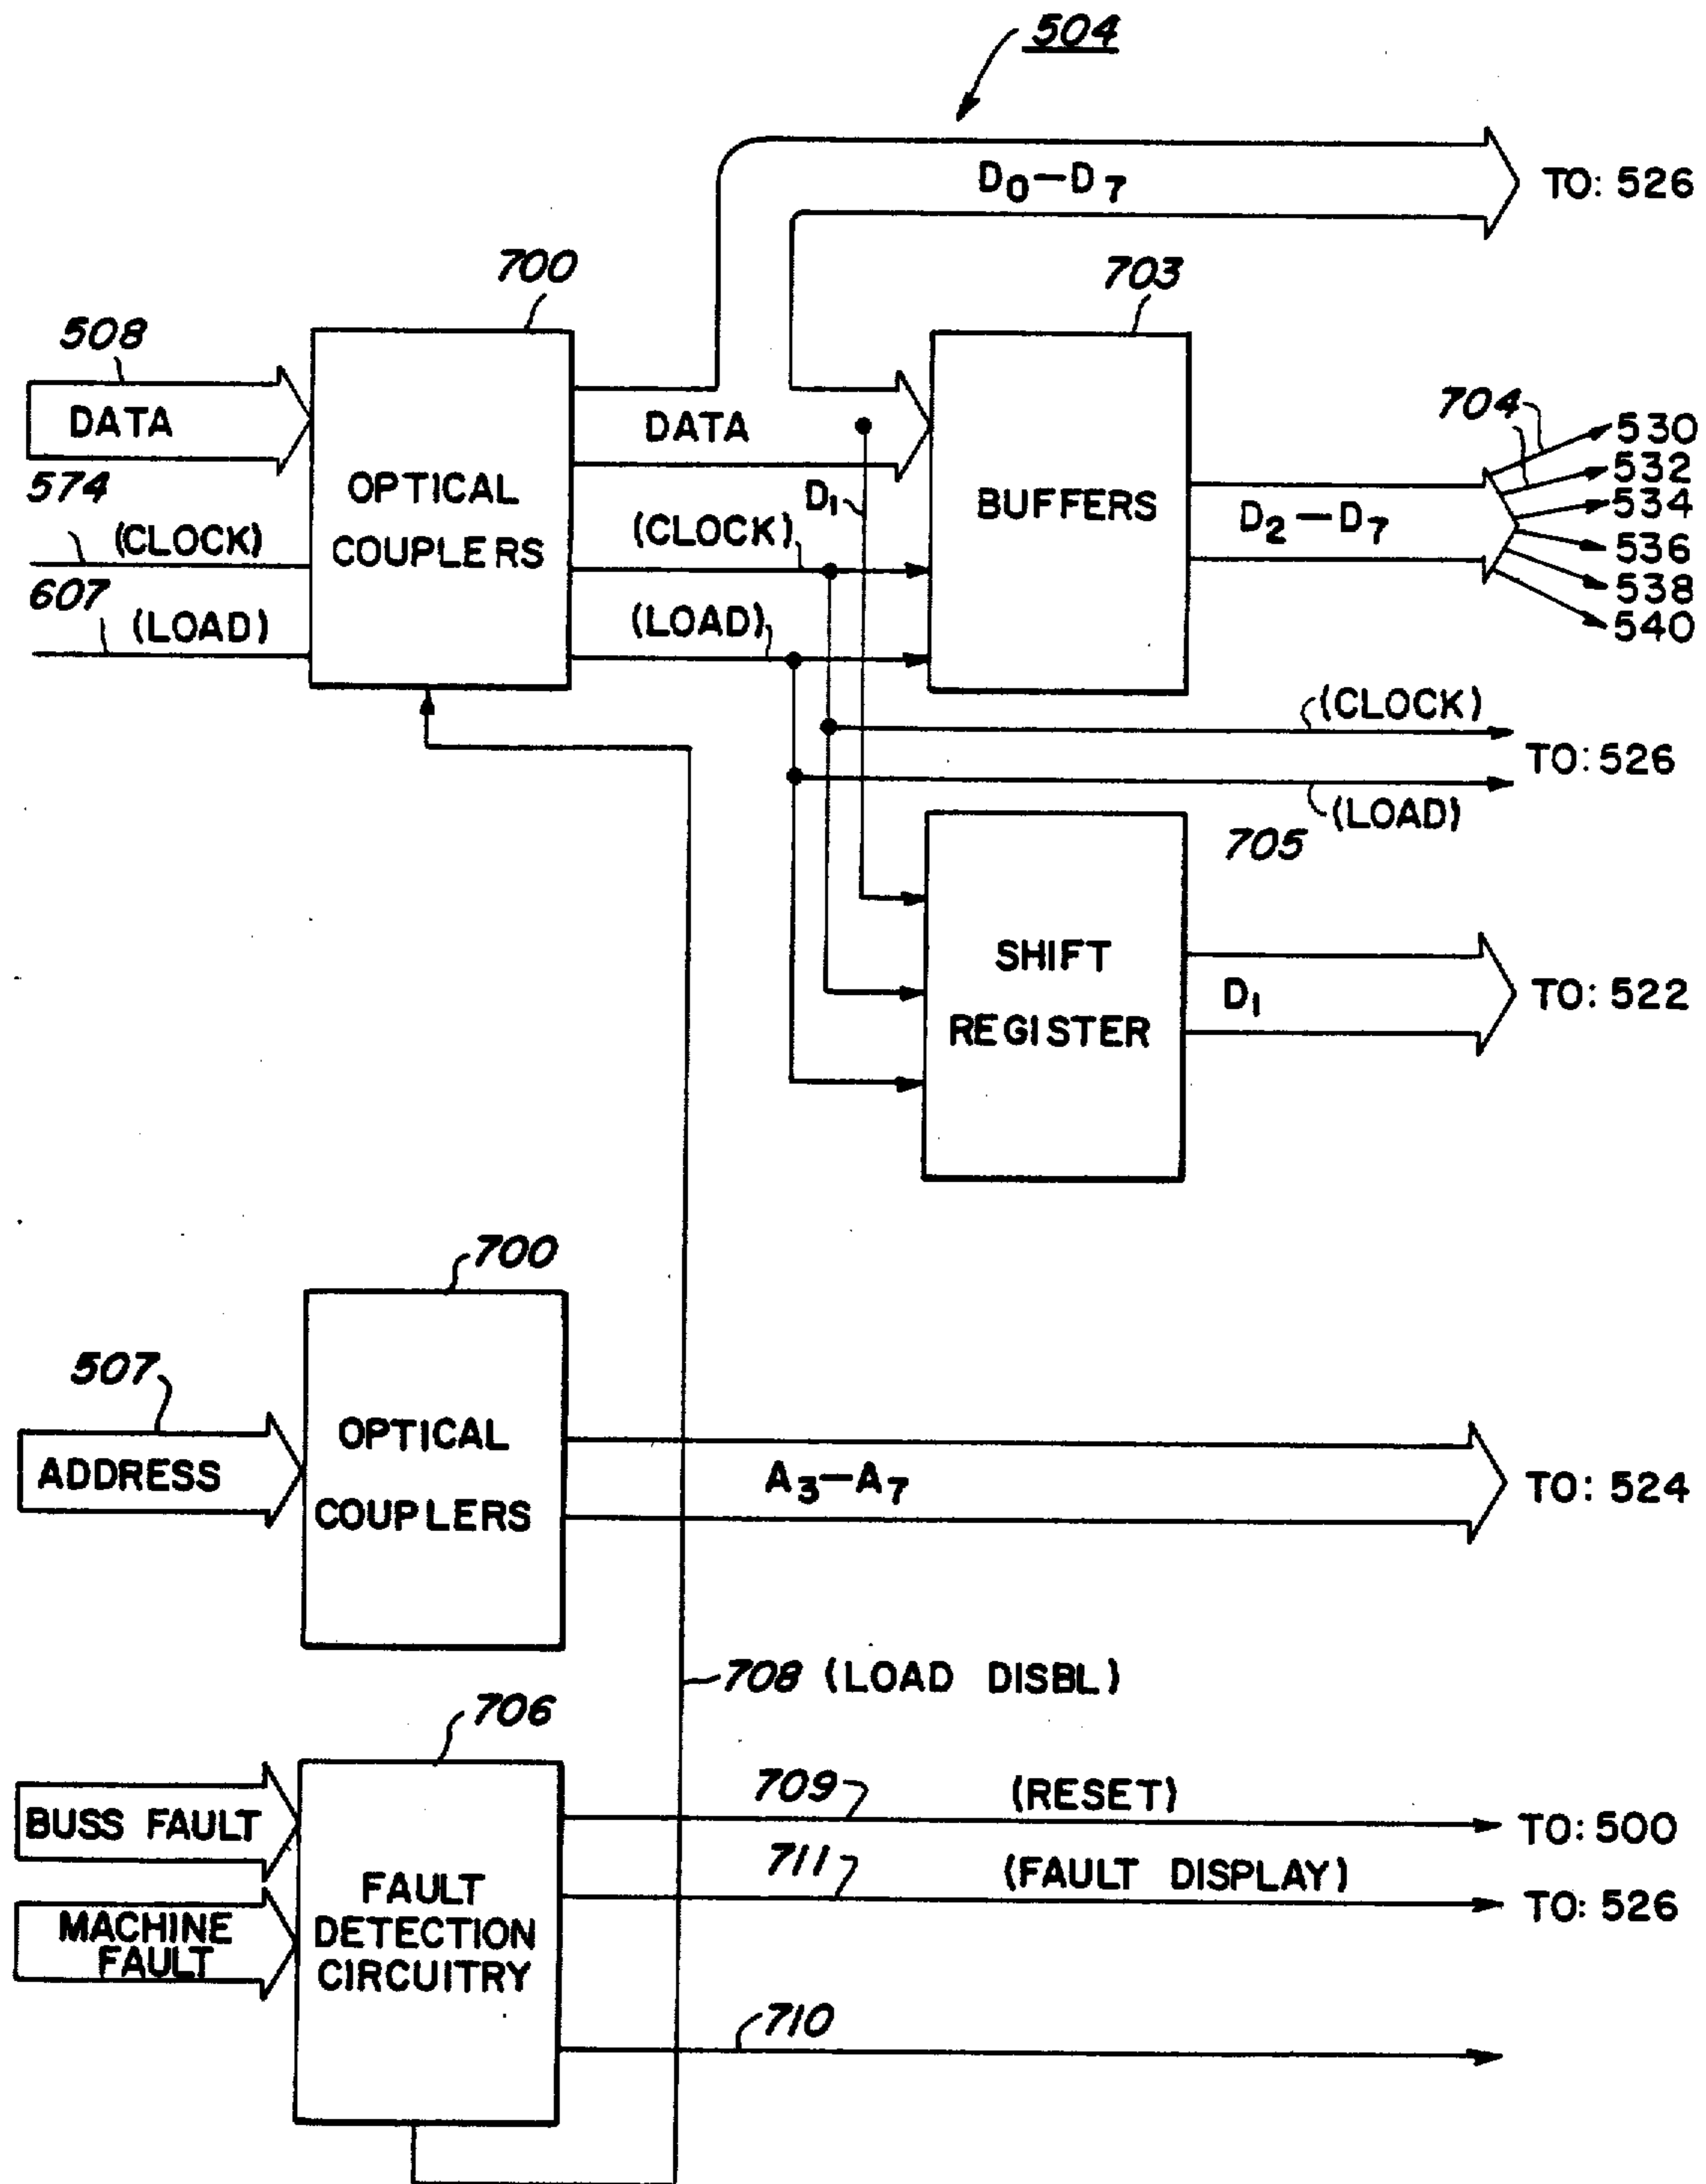 504
D0–D7
TO: 526
700
703
508
DATA
DATA
704
530
532
534
536
538
540
574
OPTICAL
COUPLERS
D1
BUFFERS
D2–D7
(CLOCK)
(CLOCK)
607
(LOAD)
(LOAD)
(CLOCK)
TO: 526
(LOAD)
705
SHIFT
REGISTER
D1
TO: 522
700
507
ADDRESS
OPTICAL
COUPLERS
A3–A7
TO: 524
708 (LOAD DISBL)
706
BUSS FAULT
709
(RESET)
TO: 500
711
(FAULT DISPLAY)
TO: 526
MACHINE
FAULT
FAULT
DETECTION
CIRCUITRY
710